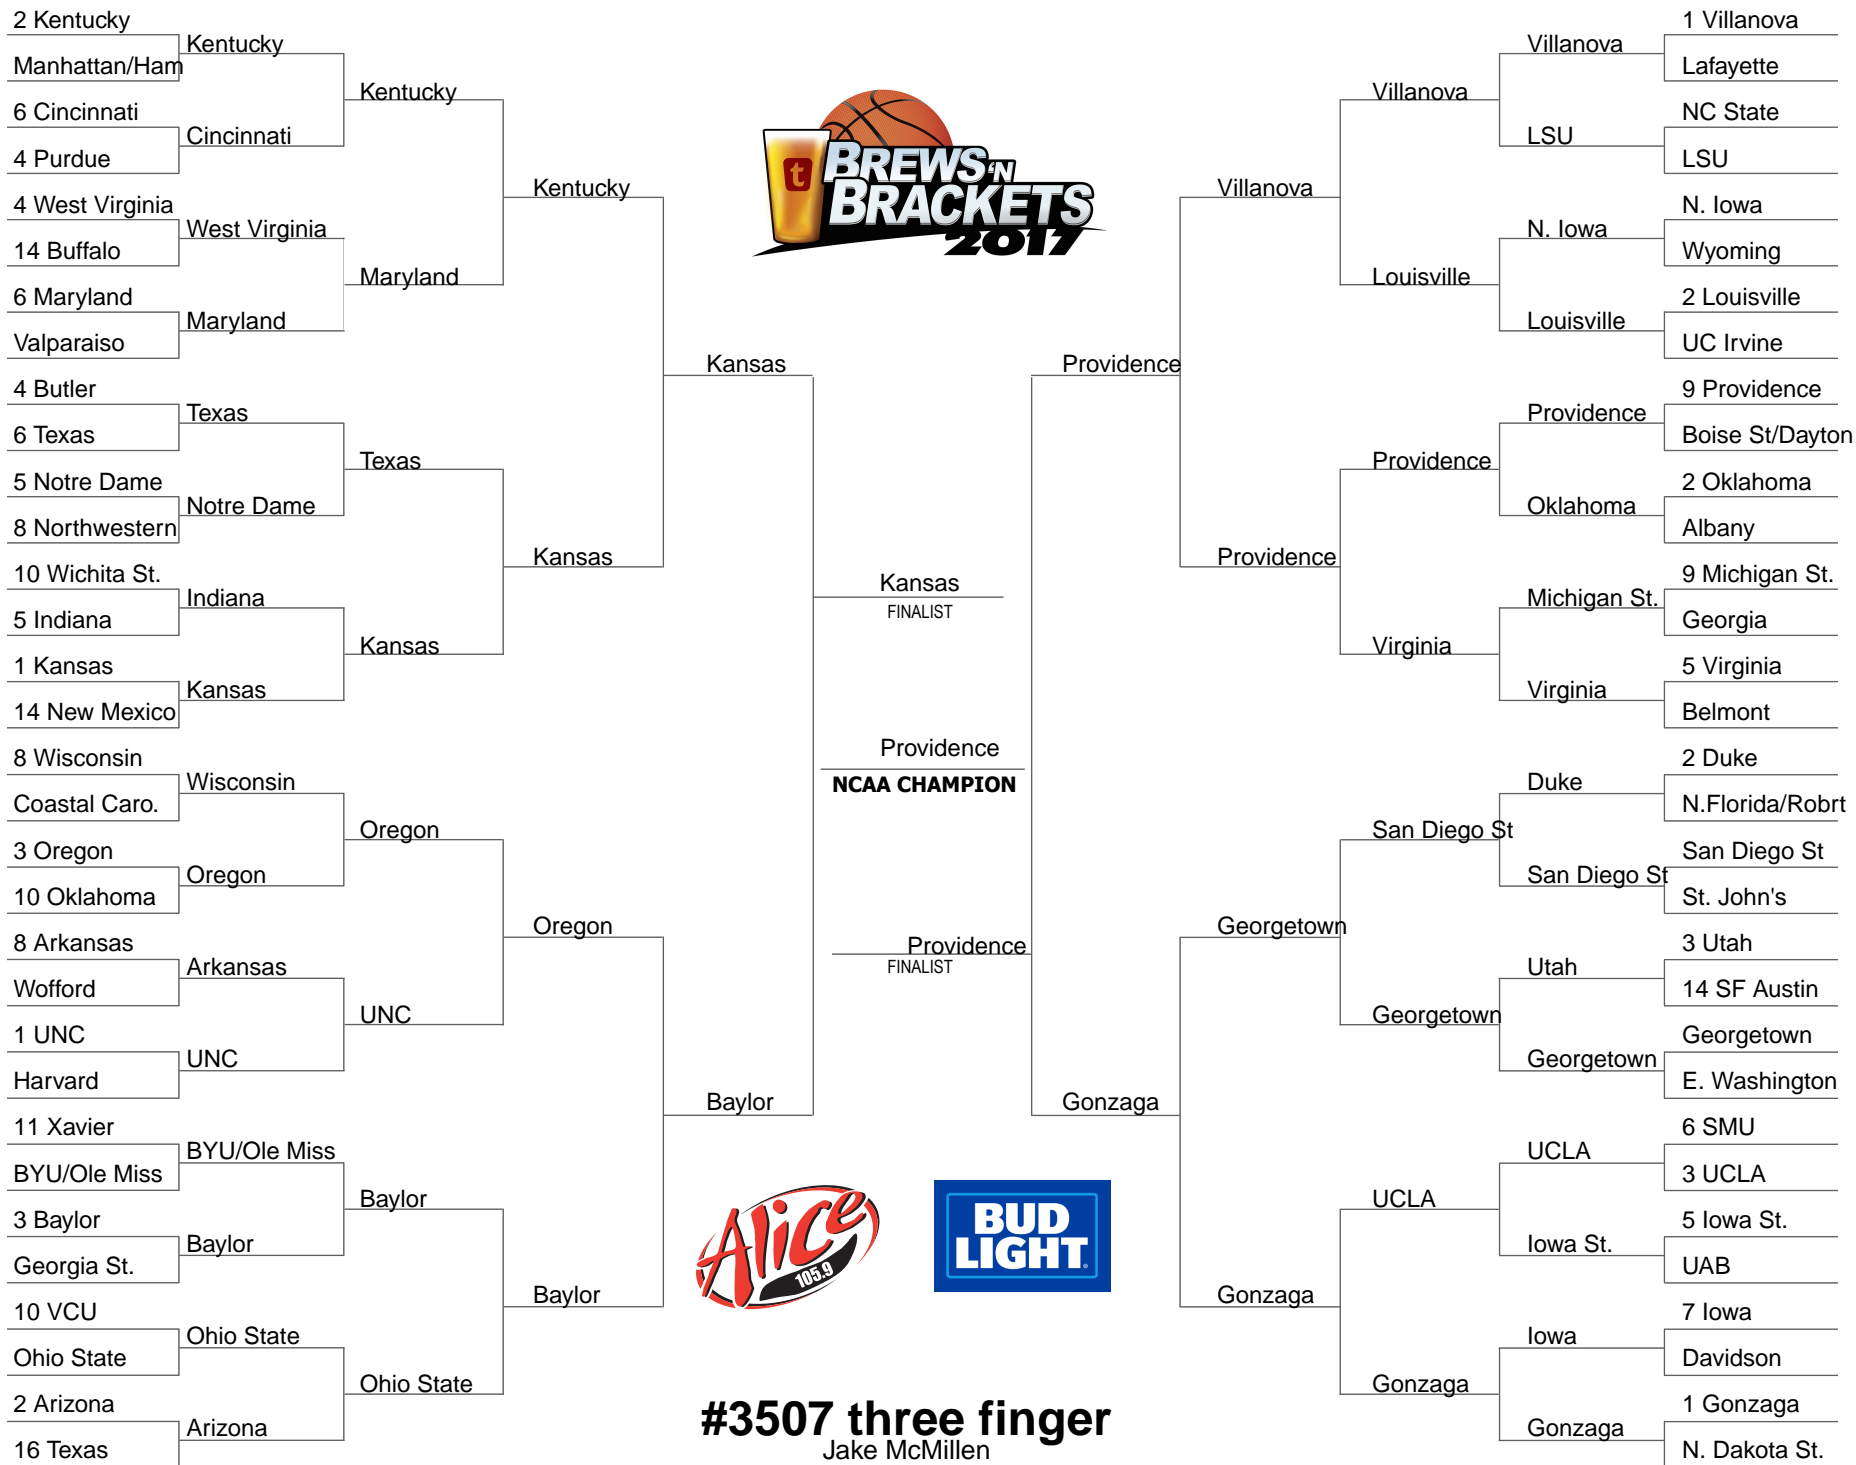 2 Kentucky
Manhattan/Ham
6 Cincinnati
4 Purdue
4 West Virginia
14 Buffalo
6 Maryland
Valparaiso
4 Butler
6 Texas
5 Notre Dame
8 Northwestern
10 Wichita St.
5 Indiana
1 Kansas
14 New Mexico
8 Wisconsin
Coastal Caro.
3 Oregon
10 Oklahoma
8 Arkansas
Wofford
1 UNC
Harvard
11 Xavier
BYU/Ole Miss
3 Baylor
Georgia St.
10 VCU
Ohio State
2 Arizona
16 Texas
Kentucky
Cincinnati
West Virginia
Maryland
Texas
Notre Dame
Indiana
Kansas
Wisconsin
Oregon
Arkansas
UNC
BYU/Ole Miss
Baylor
Ohio State
Arizona
Kentucky
Maryland
Texas
Kansas
Oregon
UNC
Baylor
Ohio State
Kentucky
Kansas
Oregon
Baylor
Kansas
Baylor
t
BREWS 'N
BRACKETS
2017
Kansas
FINALIST
Providence
NCAA CHAMPION
Providence
FINALIST
Alice
105.9
BUD
LIGHT
#3507 three finger
Jake McMillen
Providence
Gonzaga
Villanova
Providence
Georgetown
Gonzaga
Villanova
Louisville
Providence
Virginia
San Diego St
Georgetown
UCLA
Gonzaga
Villanova
LSU
N. Iowa
Louisville
Providence
Oklahoma
Michigan St.
Virginia
Duke
San Diego St
Utah
Georgetown
UCLA
Iowa St.
Iowa
Gonzaga
1 Villanova
Lafayette
NC State
LSU
N. Iowa
Wyoming
2 Louisville
UC Irvine
9 Providence
Boise St/Dayton
2 Oklahoma
Albany
9 Michigan St.
Georgia
5 Virginia
Belmont
2 Duke
N.Florida/Robrt
San Diego St
St. John's
3 Utah
14 SF Austin
Georgetown
E. Washington
6 SMU
3 UCLA
5 Iowa St.
UAB
7 Iowa
Davidson
1 Gonzaga
N. Dakota St.